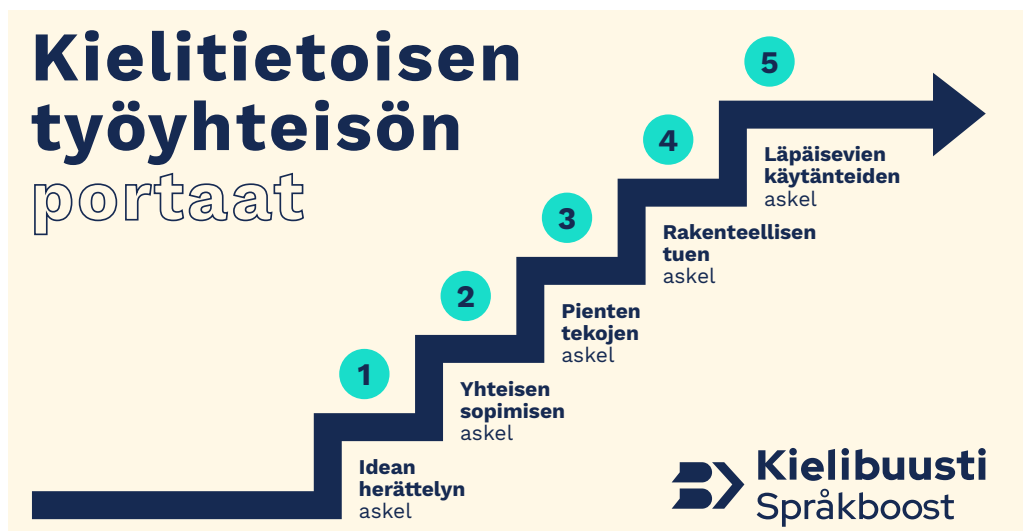 Kielitietoisen
työyhteisön
portaat
1
Idean
herättelyn
askel
2
Yhteisen
sopimisen
askel
3
Pienten
tekojen
askel
4
Rakenteellisen
tuen
askel
5
Läpäisevien
käytänteiden
askel
Kielibuusti
Språkboost